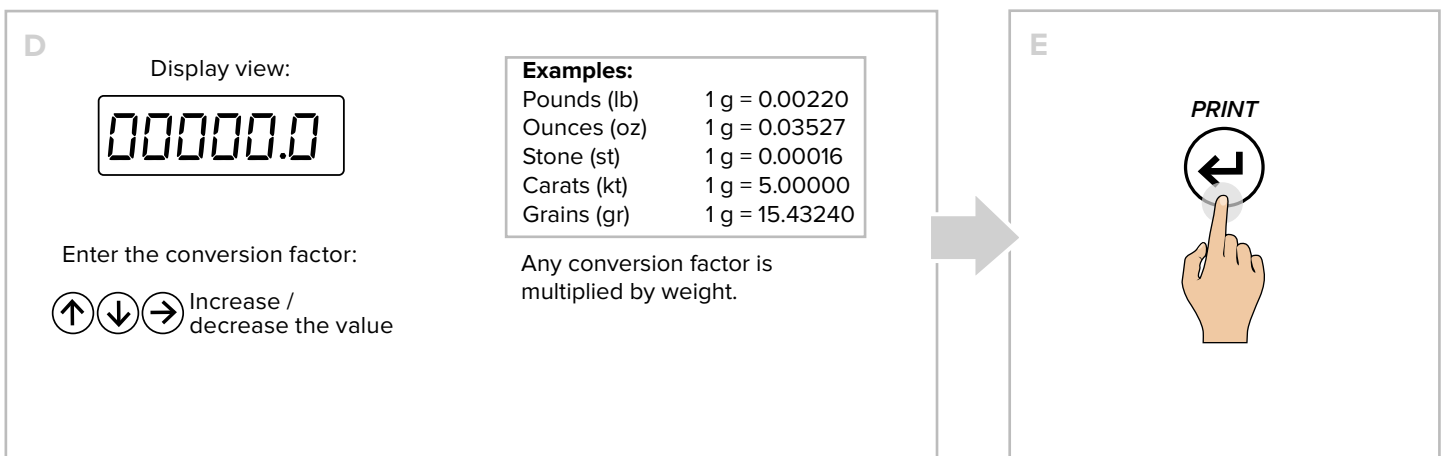 D
Display view:
00000.0
Enter the conversion factor:
Increase /
decrease the value
Examples:
Pounds (lb) 1 g = 0.00220
Ounces (oz) 1 g = 0.03527
Stone (st) 1 g = 0.00016
Carats (kt) 1 g = 5.00000
Grains (gr) 1 g = 15.43240
Any conversion factor is
multiplied by weight.
E
PRINT